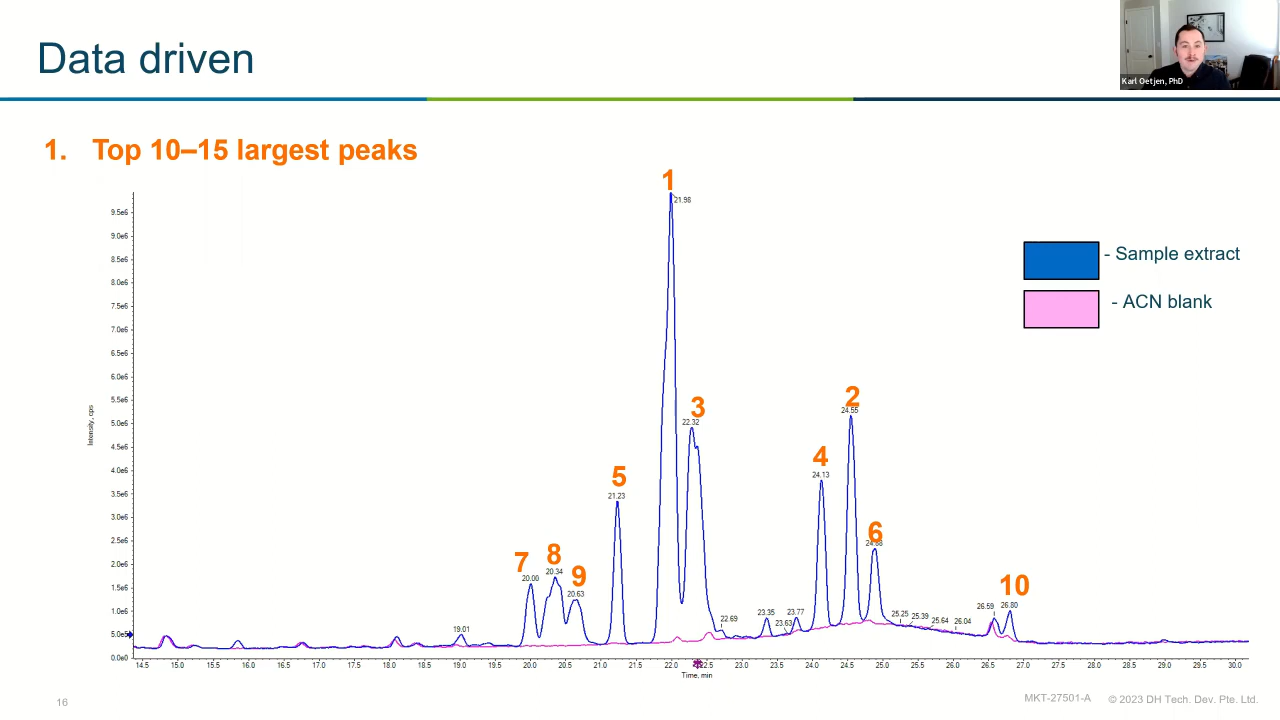 Data driven
Karl Oetjen, PhD
1. Top 10–15 largest peaks
1
21.98
9.5e6
9.0e6
8.5e6
8.0e6
7.5e6
7.0e6
6.5e6
6.0e6
5.5e6
5.0e6
4.5e6
4.0e6
3.5e6
3.0e6
2.5e6
2.0e6
1.5e6
1.0e6
5.0e5
0.0e0
Intensity, cps
- Sample extract
- ACN blank
2
24.55
3
22.32
4
24.13
5
21.23
6
7
20.00
8
20.34
9
20.63
10
26.59
26.80
19.01
22.69
23.35
23.63
23.77
25.25
25.39
25.64
26.04
14.5 15.0 15.5 16.0 16.5 17.0 17.5 18.0 18.5 19.0 19.5 20.0 20.5 21.0 21.5 22.0 22.5 23.0 23.5 24.0 24.5 25.0 25.5 26.0 26.5 27.0 27.5 28.0 28.5 29.0 29.5 30.0
Time, min
16
MKT-27501-A © 2023 DH Tech. Dev. Pte. Ltd.